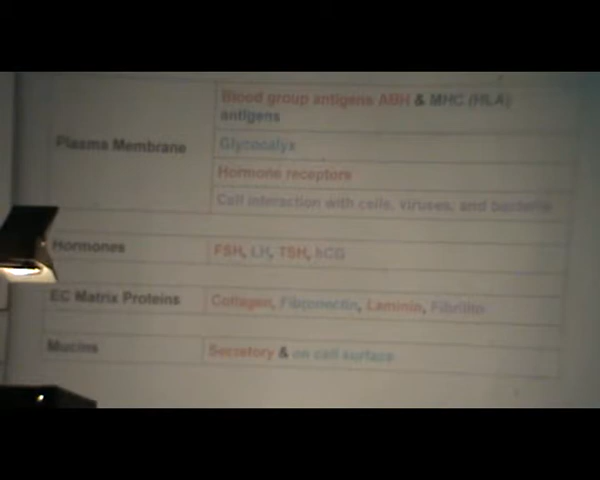 Blood group antigens ABH & MHC (HLA)
antigens
Plasma Membrane
Glycocalyx
Hormone receptors
Cell interaction with cells, viruses, and bacteria
Hormones
FSH, LH, TSH, hCG
EC Matrix Proteins
Collagen, Fibronectin, Laminin, Fibrillin
Mucins
Secretory & on cell surface